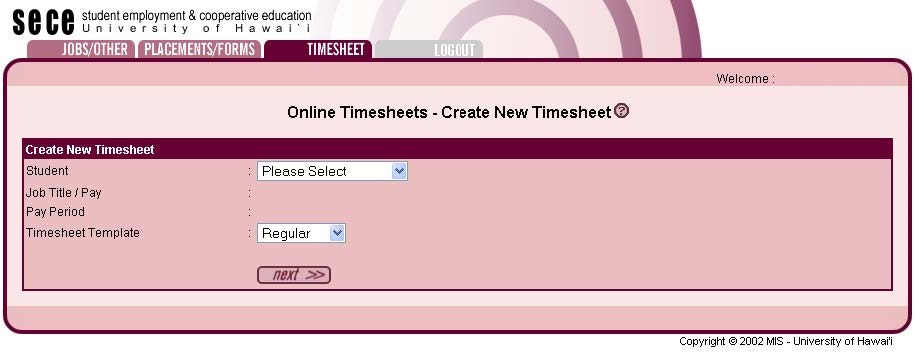 sece student employment & cooperative education
University of Hawai'i
JOBS/OTHER PLACEMENTS/FORMS TIMESHEET LOGOUT
Welcome :
Online Timesheets - Create New Timesheet ?
Create New Timesheet
Student : Please Select
Job Title / Pay :
Pay Period :
Timesheet Template : Regular
next >>
Copyright © 2002 MIS - University of Hawai'i